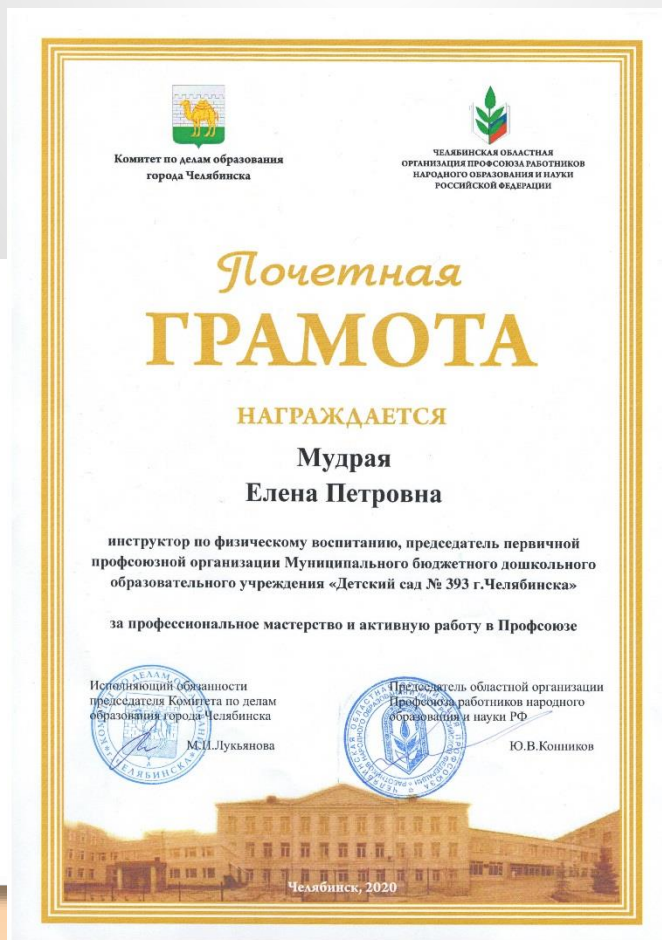 Комитет по делам образования
города Челябинска
ЧЕЛЯБИНСКАЯ ОБЛАСТНАЯ
ОРГАНИЗАЦИЯ ПРОФСОЮЗА РАБОТНИКОВ
НАРОДНОГО ОБРАЗОВАНИЯ И НАУКИ
РОССИЙСКОЙ ФЕДЕРАЦИИ
Почетная
ГРАМОТА
НАГРАЖДАЕТСЯ
Мудрая
Елена Петровна
инструктор по физическому воспитанию, председатель первичной
профсоюзной организации Муниципального бюджетного дошкольного
образовательного учреждения «Детский сад № 393 г.Челябинска»
за профессиональное мастерство и активную работу в Профсоюзе
Исполняющий обязанности
председателя Комитета по делам
образования города Челябинска
М.И.Лукьянова
Председатель областной организации
Профсоюза работников народного
образования и науки РФ
Ю.В.Конников
Челябинск, 2020